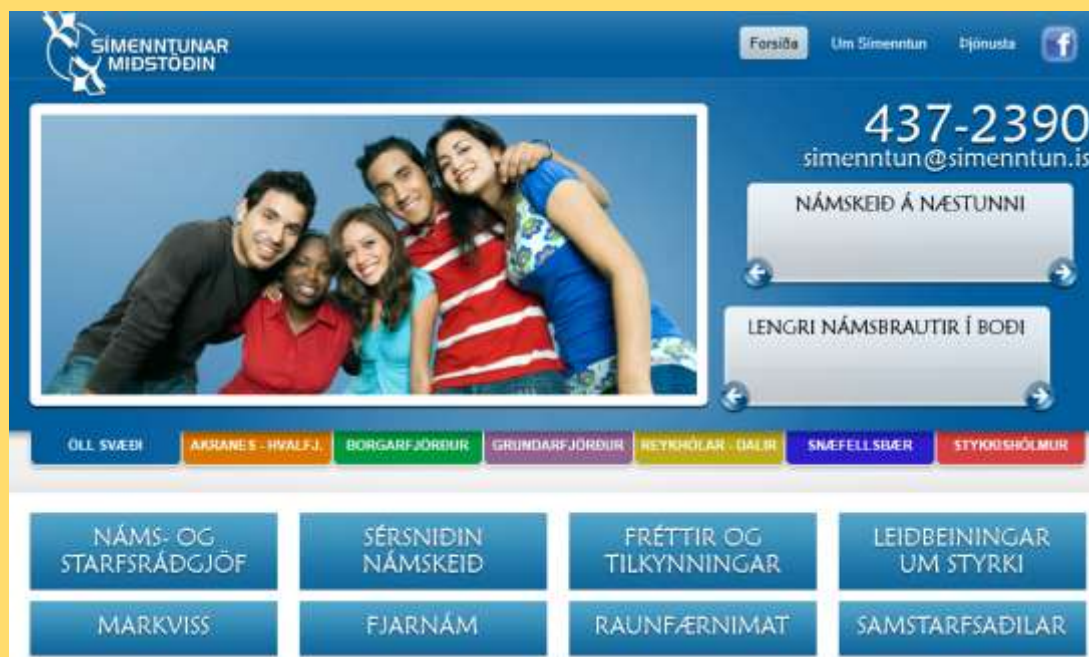 SÍMENNTUNAR
MIÐSTÖÐIN
Forsíða
Um Símenntun
Þjónusta
f
437-2390
simenntun@simenntun.is
NÁMSKEIÐ Á NÆSTUNNI
LENGRI NÁMSBRAUTIR Í BOÐI
ÖLL SVÆÐI
AKRANES - HVALFJ.
BORGARFJÖRÐUR
GRUNDARFJÖRÐUR
REYKHÓLAR - DALIR
SNÆFELLSBÆR
STYKKISHÓLMUR
NÁMS- OG
STARFSRÁÐGJÖF
SÉRSNIÐIN
NÁMSKEIÐ
FRÉTTIR OG
TILKYNNINGAR
LEIÐBEININGAR
UM STYRKI
MARKVISS
FJARNÁM
RAUNFÆRNIMAT
SAMSTARFSAÐILAR